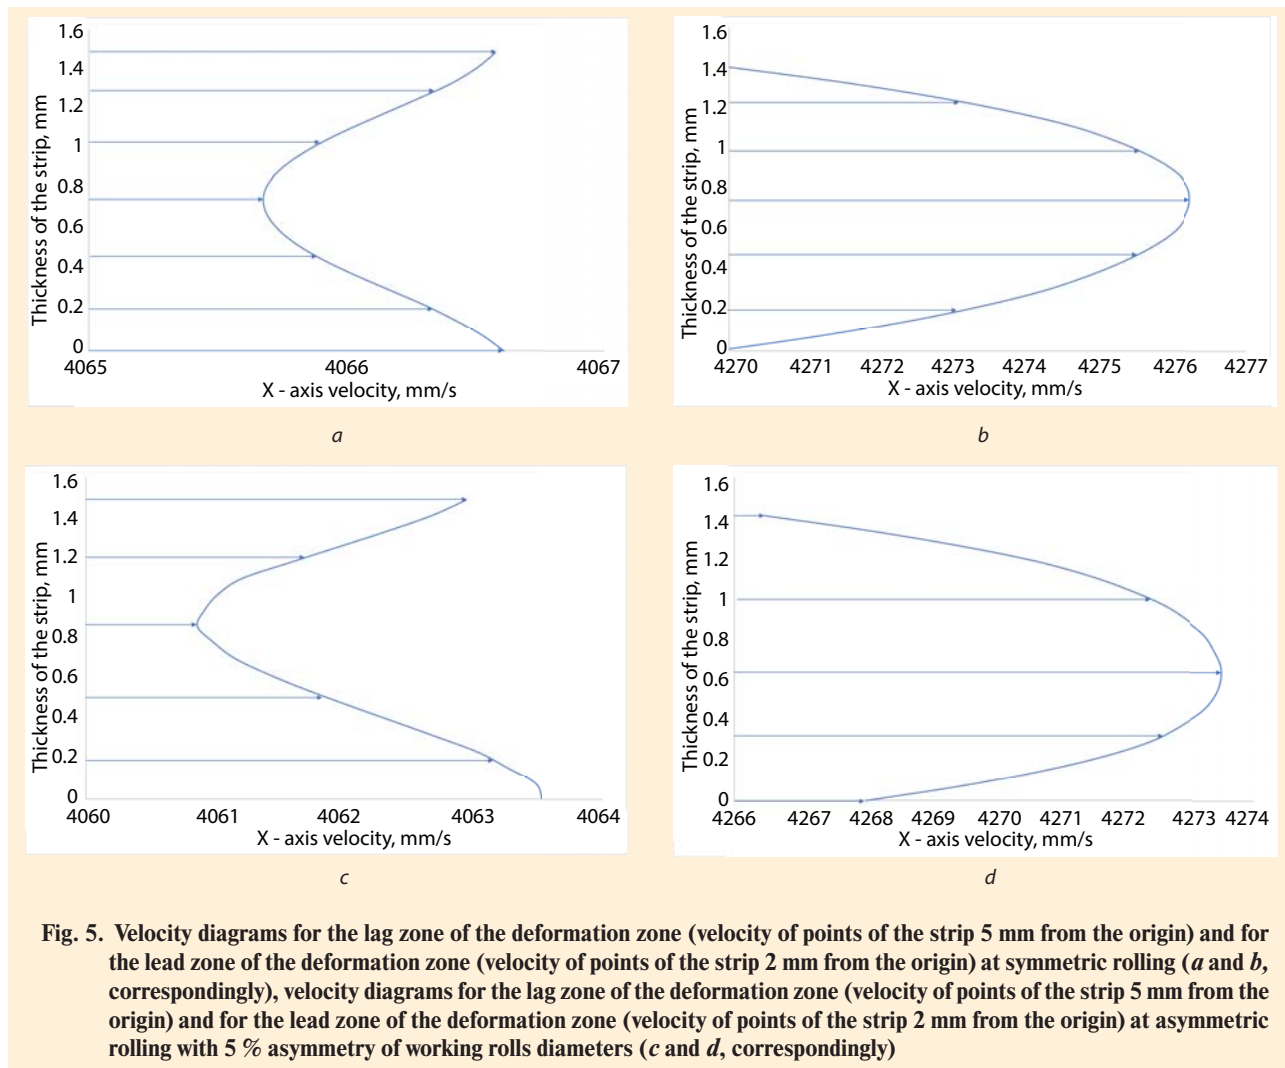 1.6
1.4
1.2
1
0.8
0.6
0.4
0.2
0
Thickness of the strip, mm
4065 4066 4067
X - axis velocity, mm/s
a
1.6
1.4
1.2
1
0.8
0.6
0.4
0.2
0
Thickness of the strip, mm
4270 4271 4272 4273 4274 4275 4276 4277
X - axis velocity, mm/s
b
1.6
1.4
1.2
1
0.8
0.6
0.4
0.2
0
Thickness of the strip, mm
4060 4061 4062 4063 4064
X - axis velocity, mm/s
c
1.6
1.4
1.2
1
0.8
0.6
0.4
0.2
0
Thickness of the strip, mm
4266 4267 4268 4269 4270 4271 4272 4273 4274
X - axis velocity, mm/s
d
Fig. 5. Velocity diagrams for the lag zone of the deformation zone (velocity of points of the strip 5 mm from the origin) and for
the lead zone of the deformation zone (velocity of points of the strip 2 mm from the origin) at symmetric rolling (a and b,
correspondingly), velocity diagrams for the lag zone of the deformation zone (velocity of points of the strip 5 mm from the
origin) and for the lead zone of the deformation zone (velocity of points of the strip 2 mm from the origin) at asymmetric
rolling with 5 % asymmetry of working rolls diameters (c and d, correspondingly)